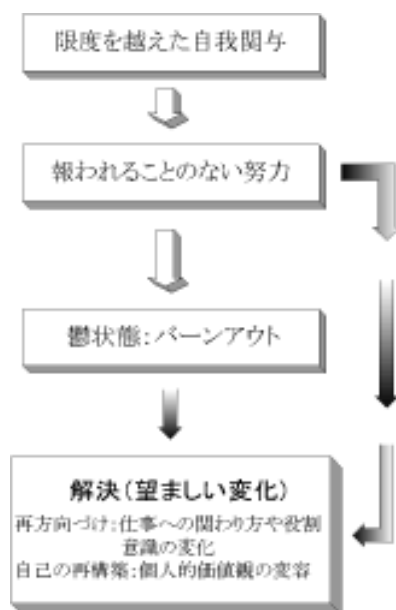 限度を越えた自我関与
報われることのない努力
鬱状態:バーンアウト
解決(望ましい変化)
再方向づけ:仕事への関わり方や役割
意識の変化
自己の再構築:個人的価値観の変容